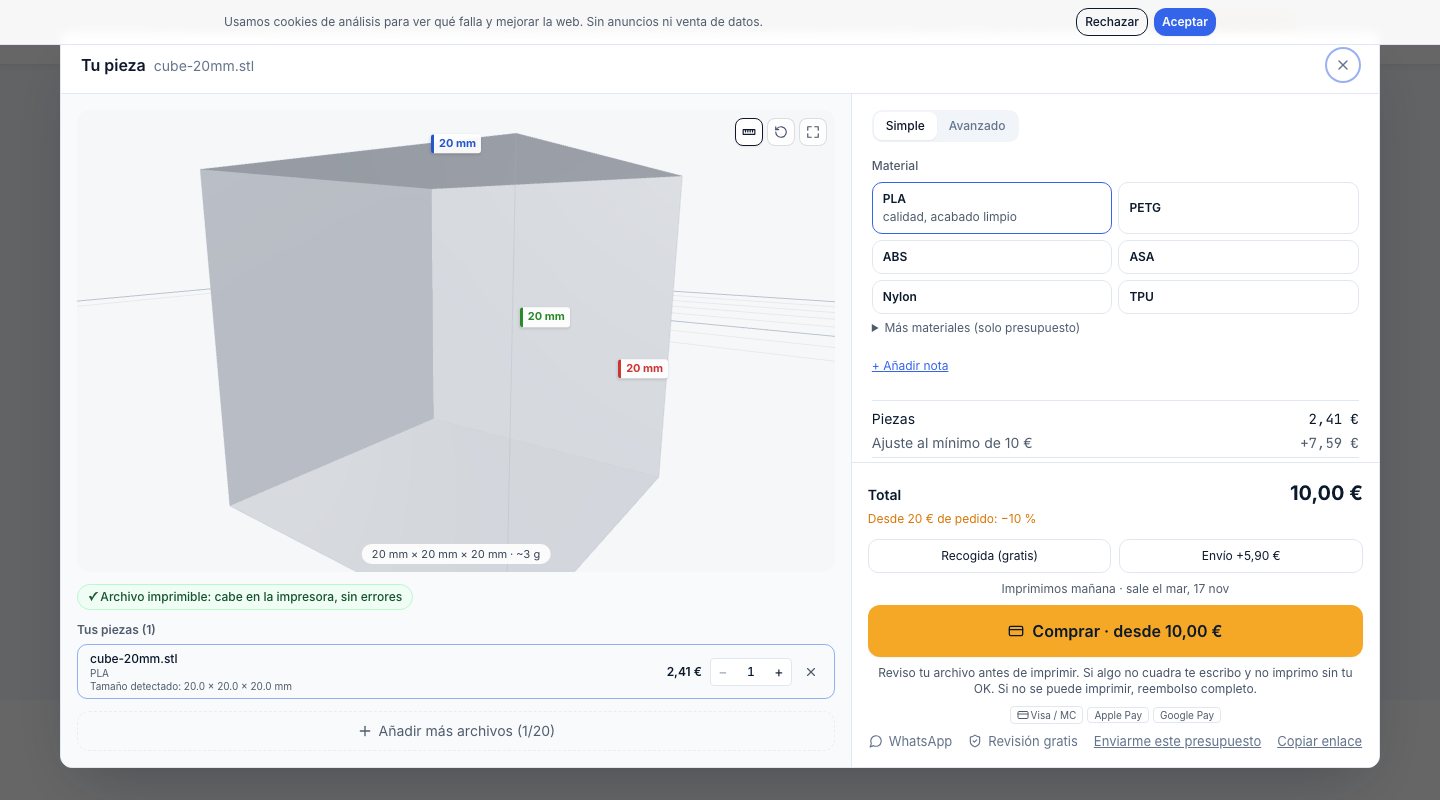 Usamos cookies de análisis para ver qué falla y mejorar la web. Sin anuncios ni venta de datos.
Rechazar
Aceptar
Tu pieza cube-20mm.stl
20 mm
20 mm
20 mm
20 mm × 20 mm × 20 mm · ~3 g
✓ Archivo imprimible: cabe en la impresora, sin errores
Tus piezas (1)
cube-20mm.stl
PLA
Tamaño detectado: 20.0 × 20.0 × 20.0 mm
2,41 €
− 1 +
+ Añadir más archivos (1/20)
Simple
Avanzado
Material
PLA
calidad, acabado limpio
PETG
ABS
ASA
Nylon
TPU
Más materiales (solo presupuesto)
+ Añadir nota
Piezas 2,41 €
Ajuste al mínimo de 10 € +7,59 €
Total 10,00 €
Desde 20 € de pedido: −10 %
Recogida (gratis)
Envío +5,90 €
Imprimimos mañana · sale el mar, 17 nov
Comprar · desde 10,00 €
Reviso tu archivo antes de imprimir. Si algo no cuadra te escribo y no imprimo sin tu
OK. Si no se puede imprimir, reembolso completo.
Visa / MC
Apple Pay
Google Pay
WhatsApp
Revisión gratis
Enviarme este presupuesto
Copiar enlace